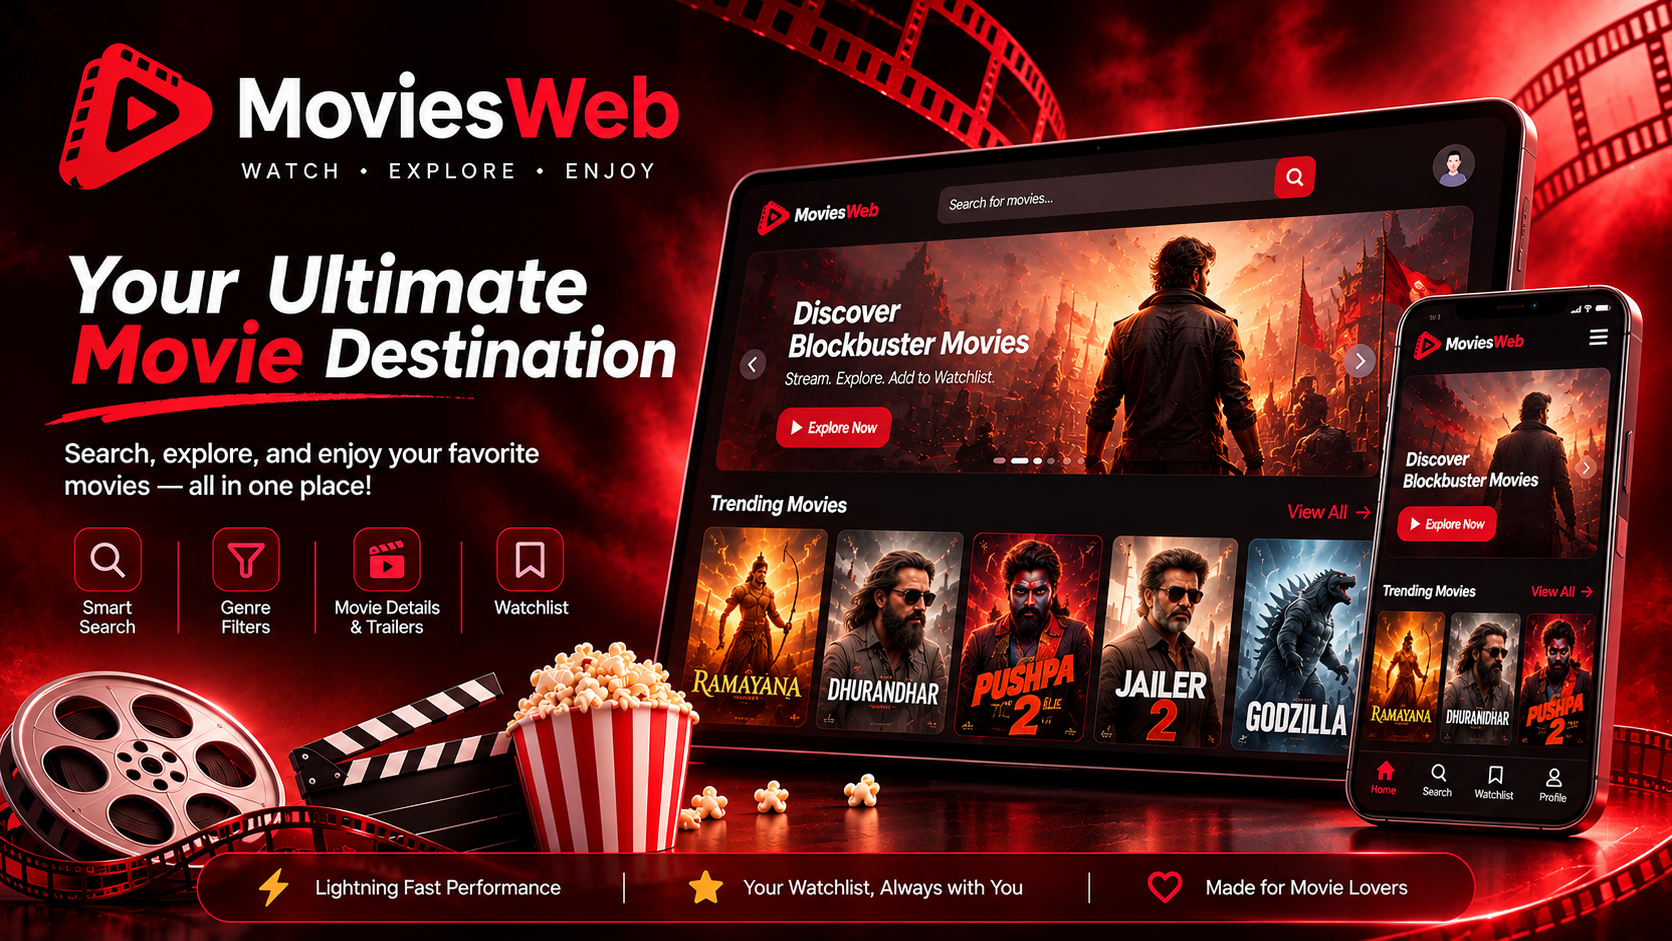 MoviesWeb
WATCH • EXPLORE • ENJOY
Your Ultimate
Movie Destination
Search, explore, and enjoy your favorite
movies — all in one place!
Smart
Search
Genre
Filters
Movie Details
& Trailers
Watchlist
MoviesWeb
Search for movies...
Discover
Blockbuster Movies
Stream. Explore. Add to Watchlist.
Explore Now
Trending Movies
View All →
RAMAYANA
DHURANDHAR
PUSHPA
2
JAILER
2
GODZILLA
MoviesWeb
Discover
Blockbuster Movies
Explore Now
Trending Movies
View All →
RAMAYANA
DHURANDHAR
PUSHPA
2
Home
Search
Watchlist
Profile
Lightning Fast Performance
Your Watchlist, Always with You
Made for Movie Lovers